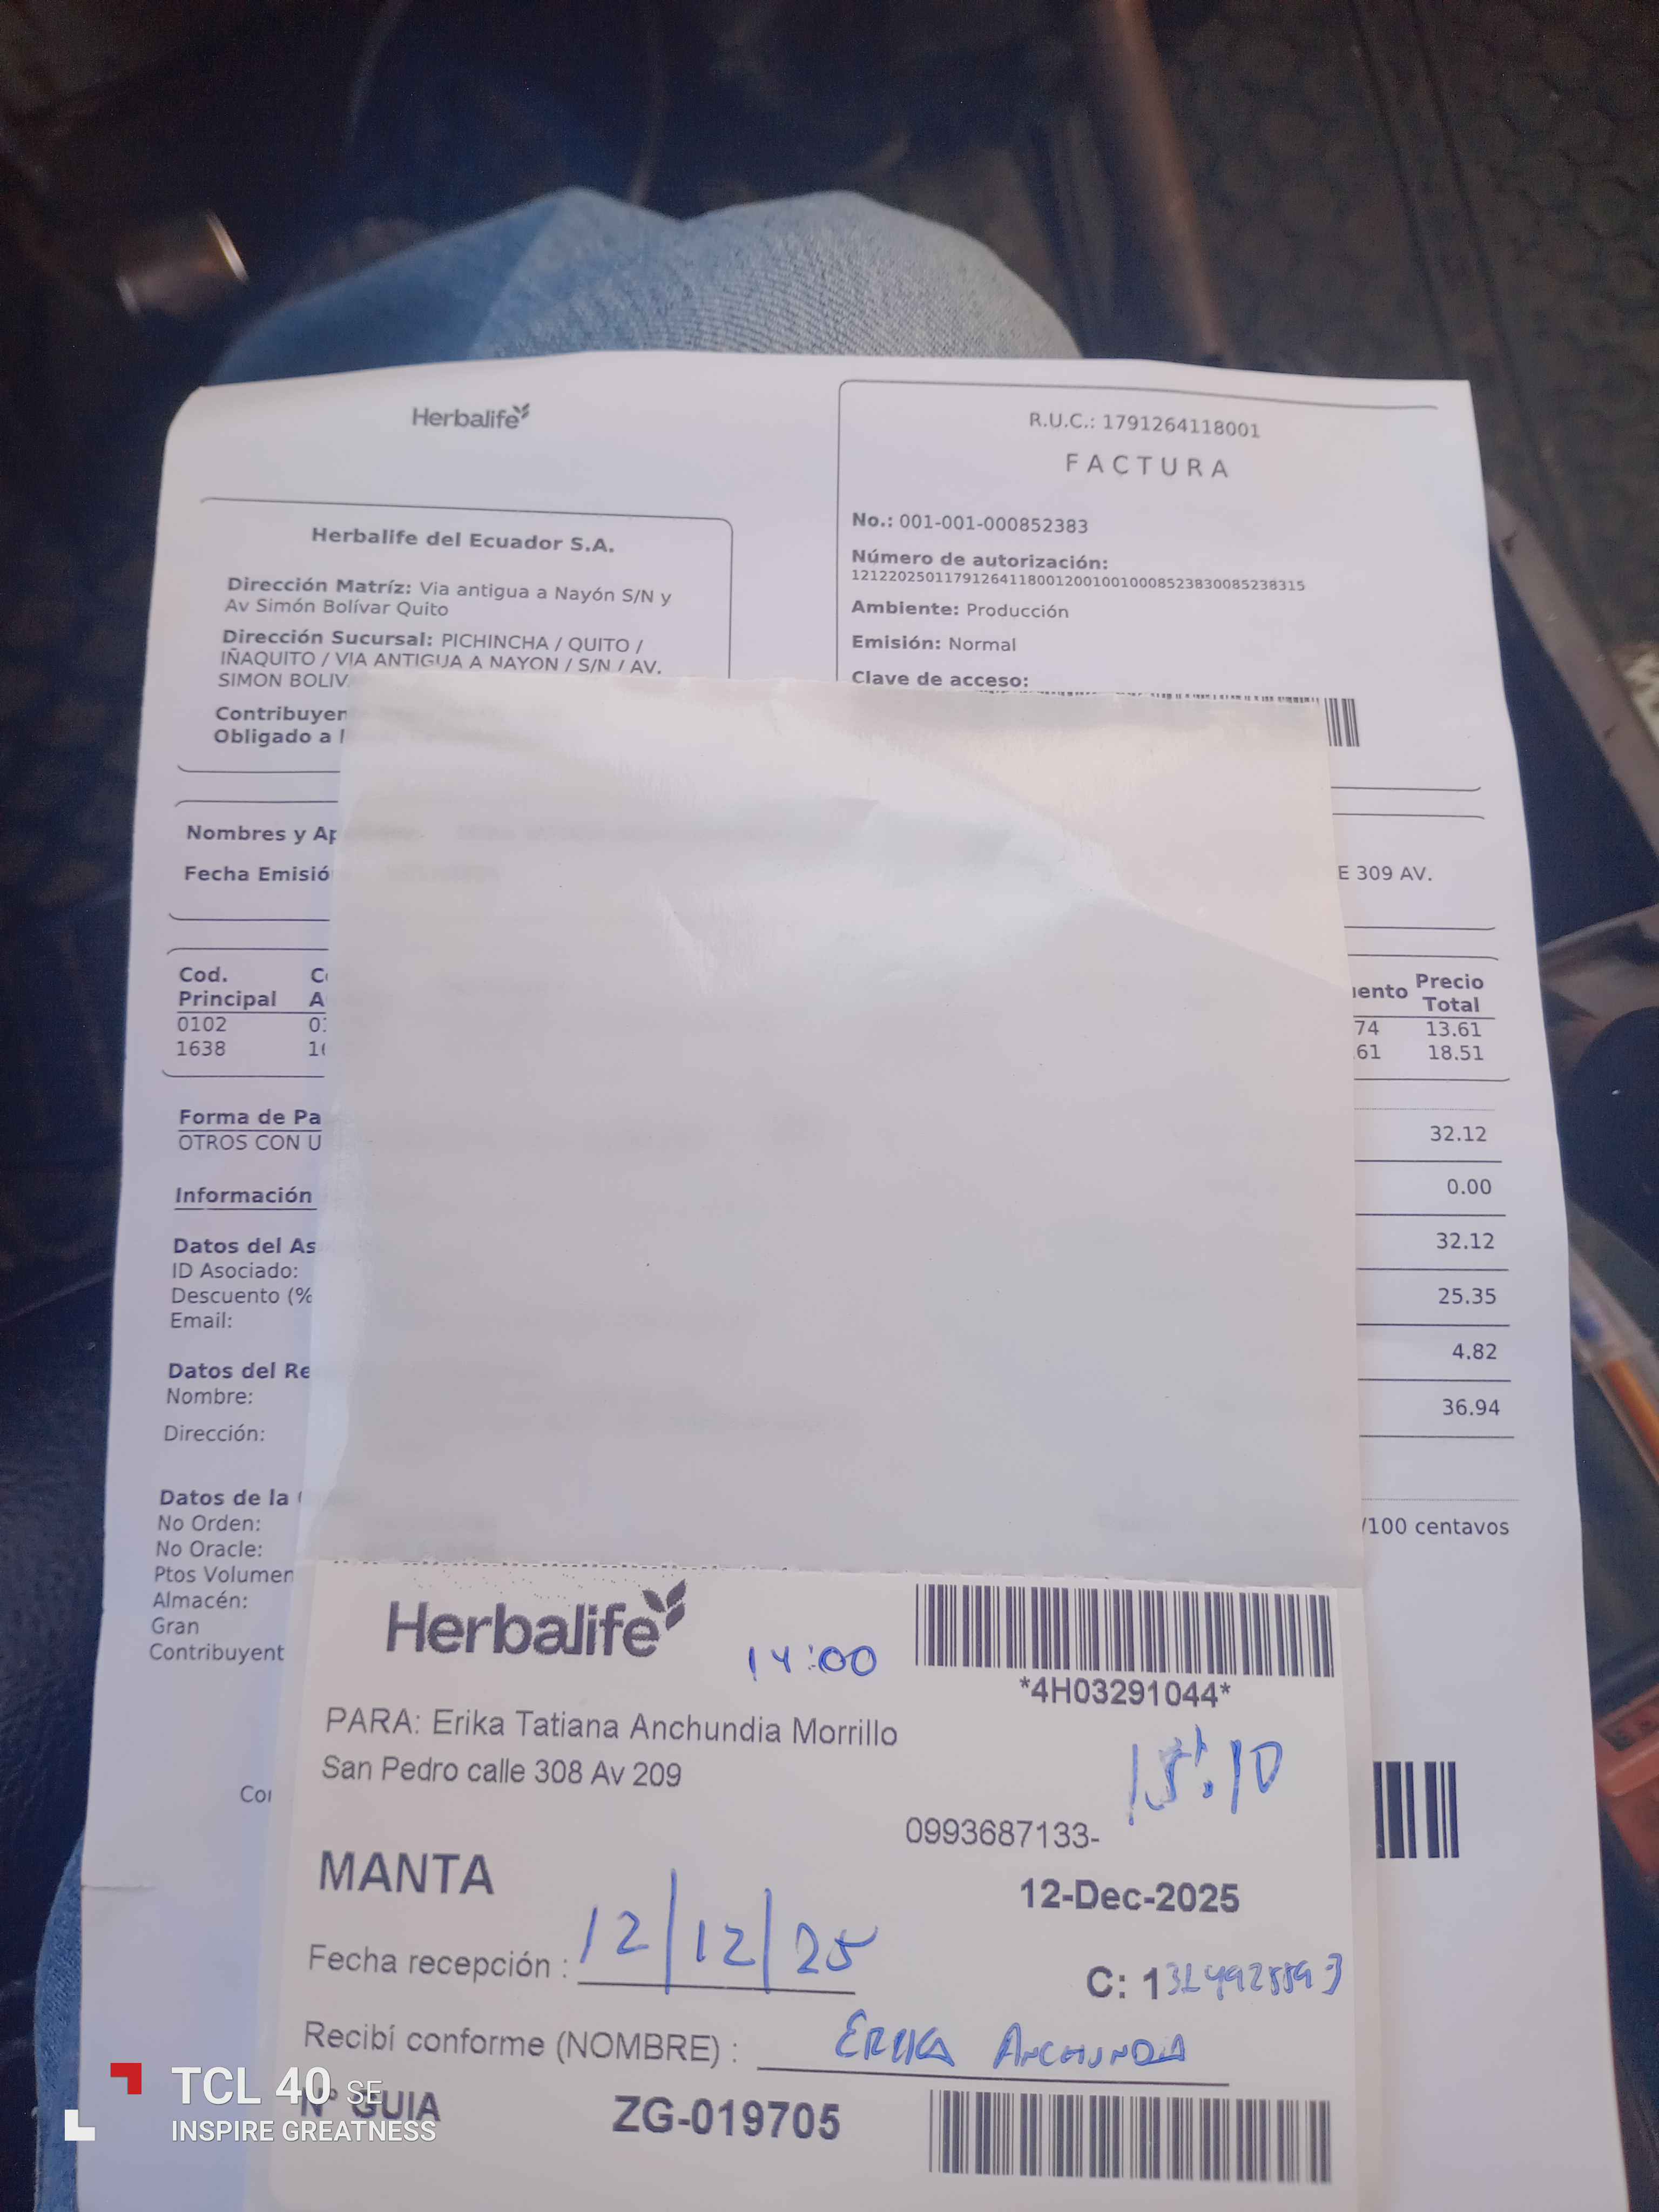 Herbalife
R.U.C.: 1791264118001
FACTURA
No.: 001-001-000852383
Número de autorización:
1212202501179126411800120010010008523830085238315
Ambiente: Producción
Emisión: Normal
Clave de acceso:
Herbalife del Ecuador S.A.
Dirección Matríz: Via antigua a Nayón S/N y
Av Simón Bolívar Quito
Dirección Sucursal: PICHINCHA / QUITO /
IÑAQUITO / VIA ANTIGUA A NAYON / S/N / AV.
SIMON BOLIV
Contribuyen
Obligado a
Nombres y Ap
Fecha Emisió
E 309 AV.
Cod.
Principal A
iento Precio
Total
0102 74 13.61
1638 61 18.51
Forma de Pa
OTROS CON U
32.12
0.00
Información
32.12
Datos del As
ID Asociado:
Descuento (%
Email:
25.35
4.82
Datos del Re
Nombre:
36.94
Dirección:
Datos de la
No Orden:
/100 centavos
No Oracle:
Ptos Volumen
Almacén:
Gran
Contribuyent
Cor
Herbalife
14:00
*4H03291044*
PARA: Erika Tatiana Anchundia Morrillo
San Pedro calle 308 Av 209
15:10
0993687133-
MANTA
12-Dec-2025
Fecha recepción : 12/12/25
C: 1
Recibí conforme (NOMBRE) : ERIKA ANCHUNDIA
N° GUIA ZG-019705
TCL 40 SE
INSPIRE GREATNESS